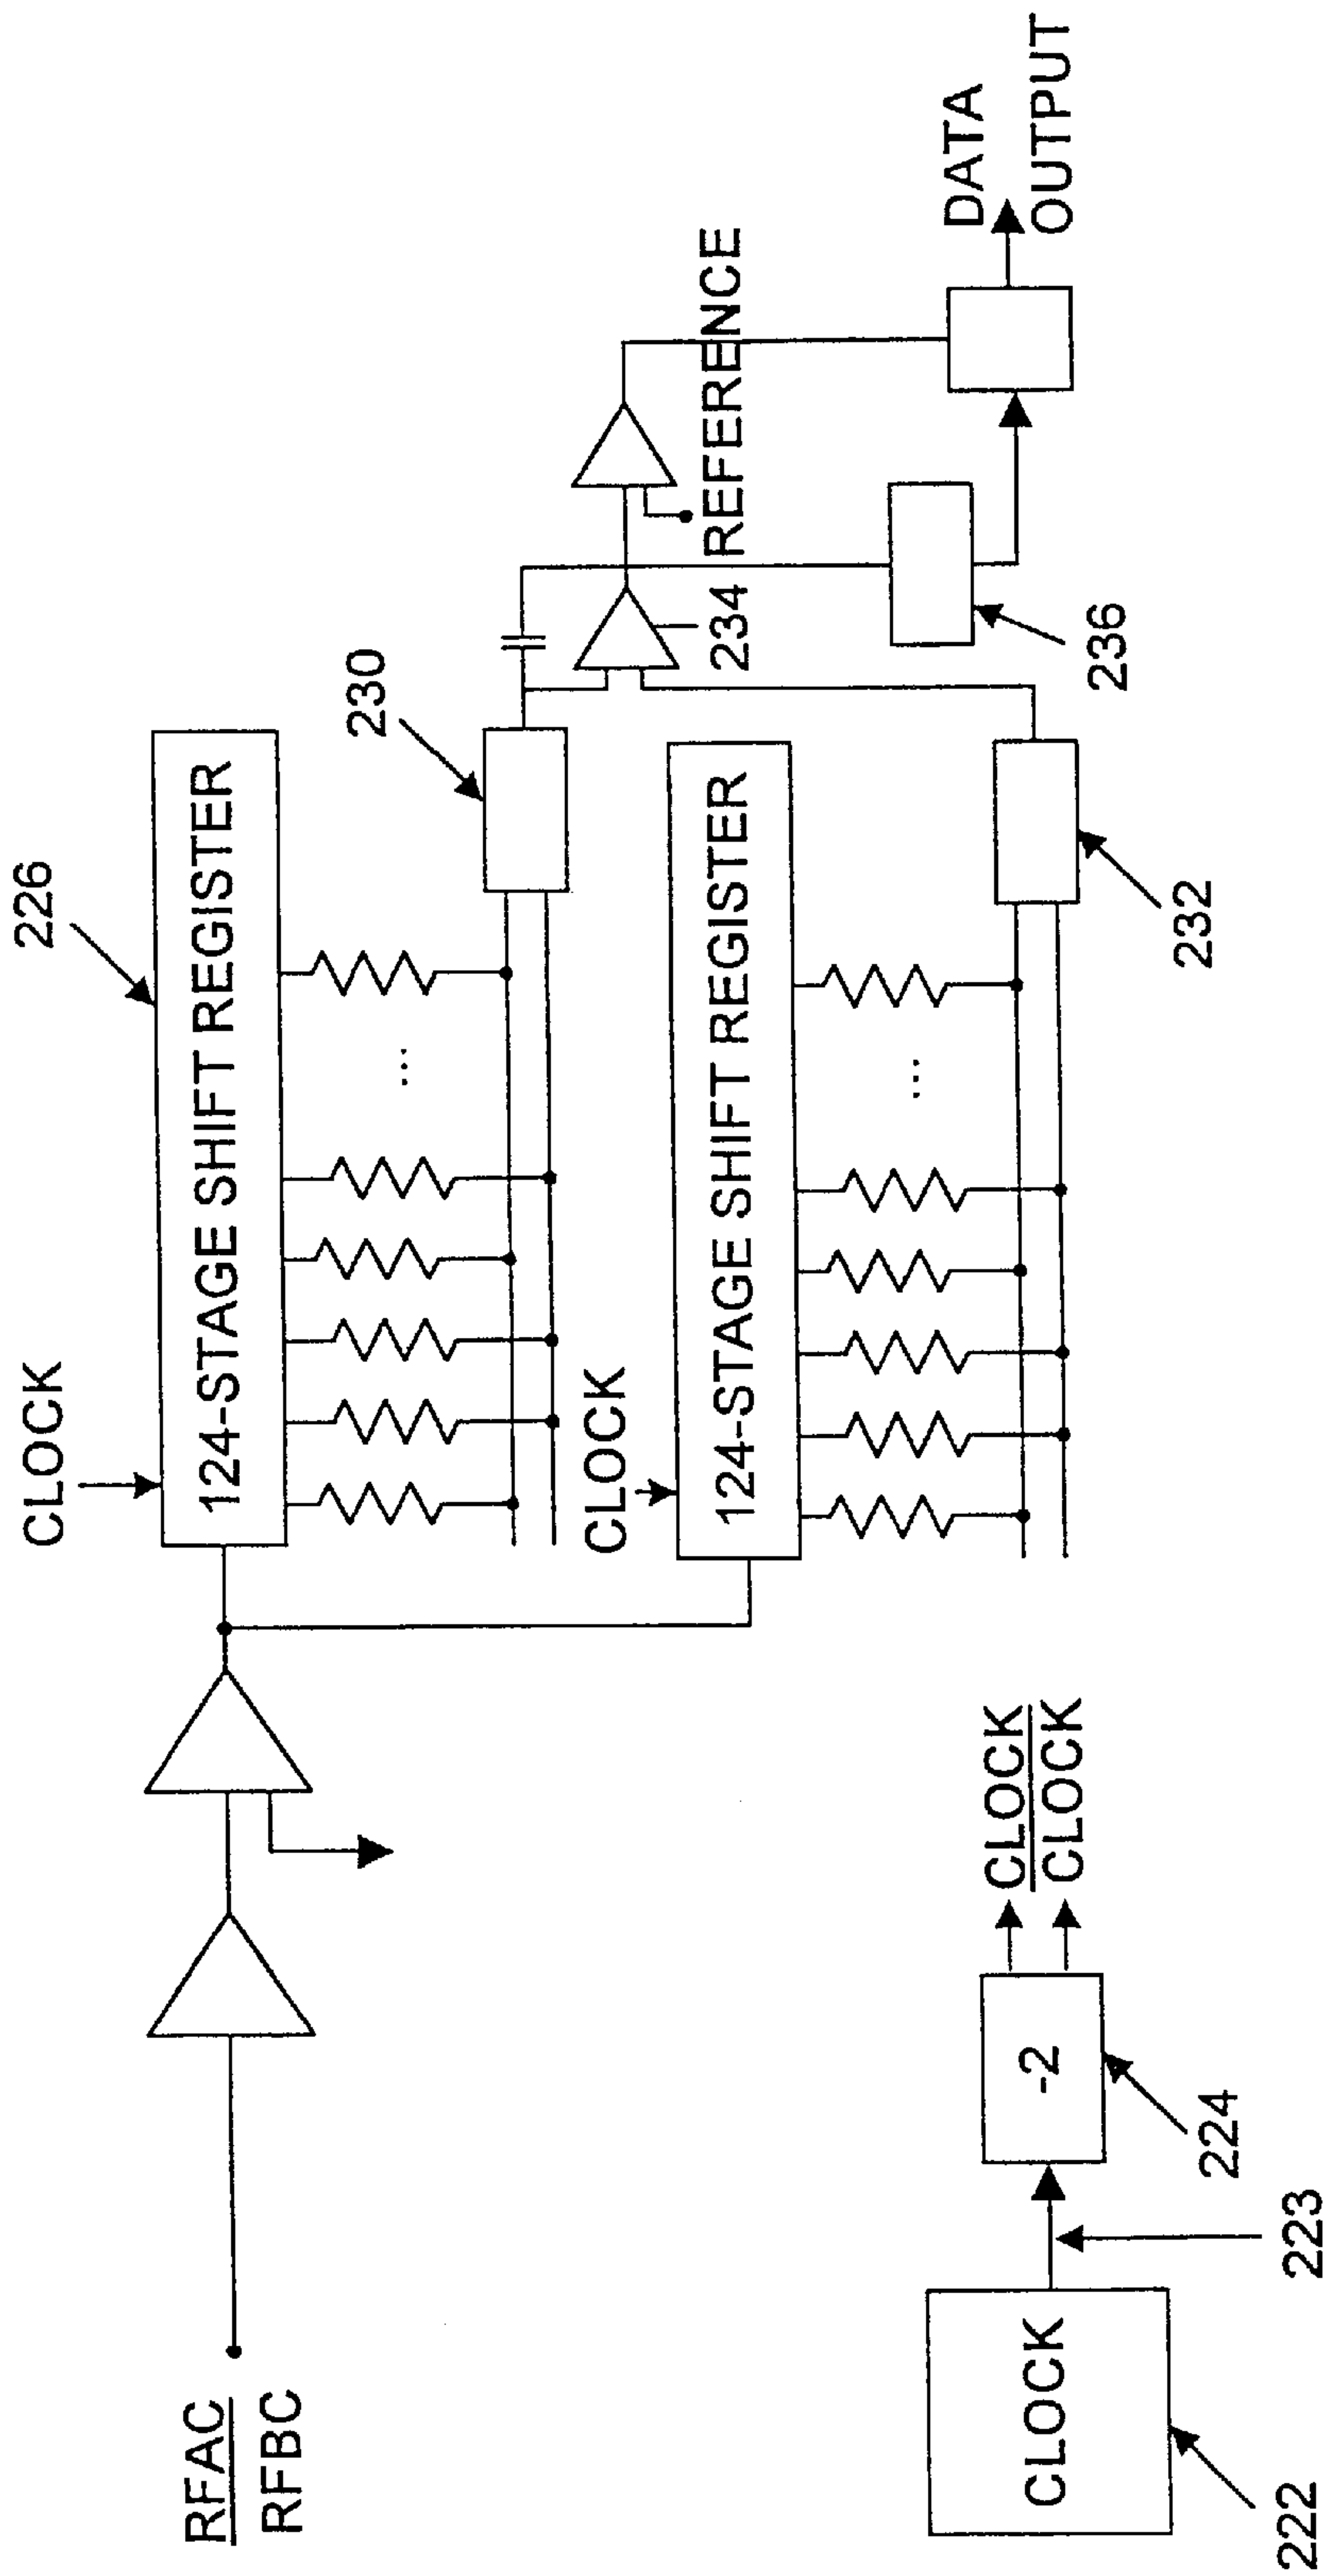 CLOCK
226
124-STAGE SHIFT REGISTER
...
230
RFAC
RFBC
CLOCK
124-STAGE SHIFT REGISTER
...
232
234
REFERENCE
236
DATA
OUTPUT
CLOCK
222
223
-2
224
CLOCK
CLOCK